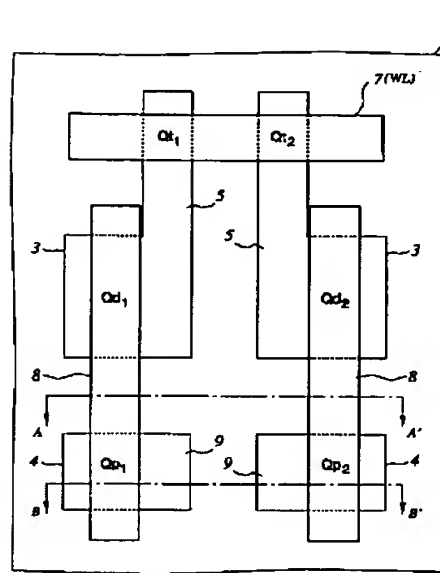 7(WL)
Qt₁ Qt₂
5
5
3 3
Qd₁ Qd₂
8 8
A A'
9
4 Qp₁ 9 Qp₂ 4
B B'